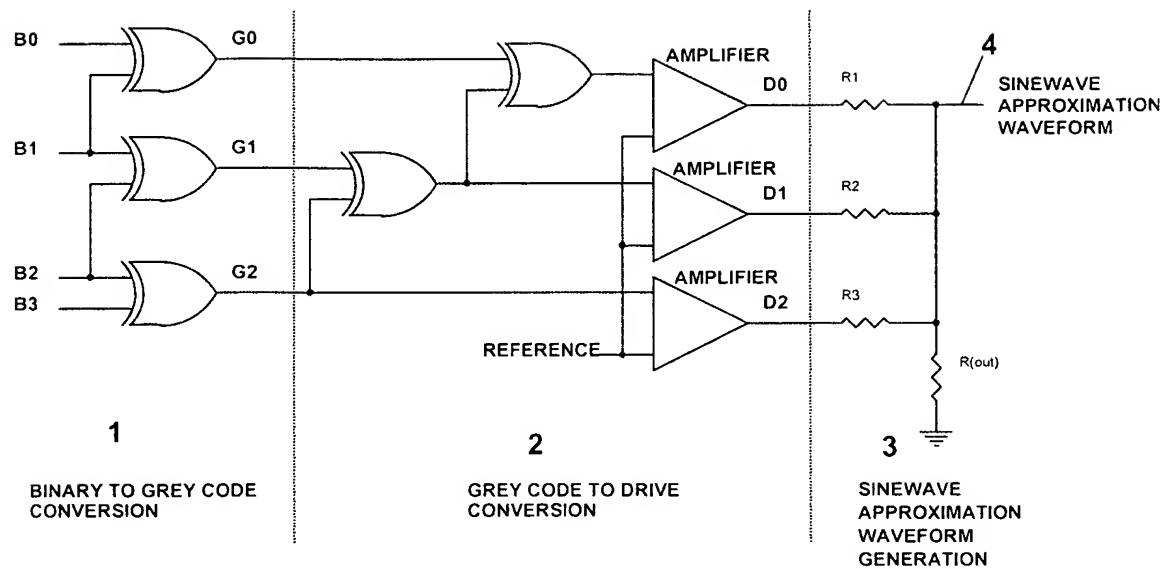 B0
G0
AMPLIFIER
D0
R1
4
SINEWAVE
APPROXIMATION
WAVEFORM
B1
G1
AMPLIFIER
D1
R2
B2
G2
AMPLIFIER
D2
R3
B3
REFERENCE
R(out)
1
2
3
BINARY TO GREY CODE
CONVERSION
GREY CODE TO DRIVE
CONVERSION
SINEWAVE
APPROXIMATION
WAVEFORM
GENERATION